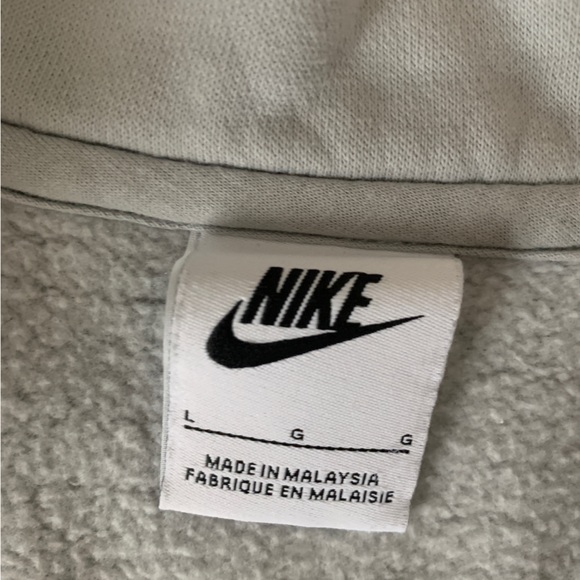 NIKE
L G G
MADE IN MALAYSIA
FABRIQUE EN MALAISIE